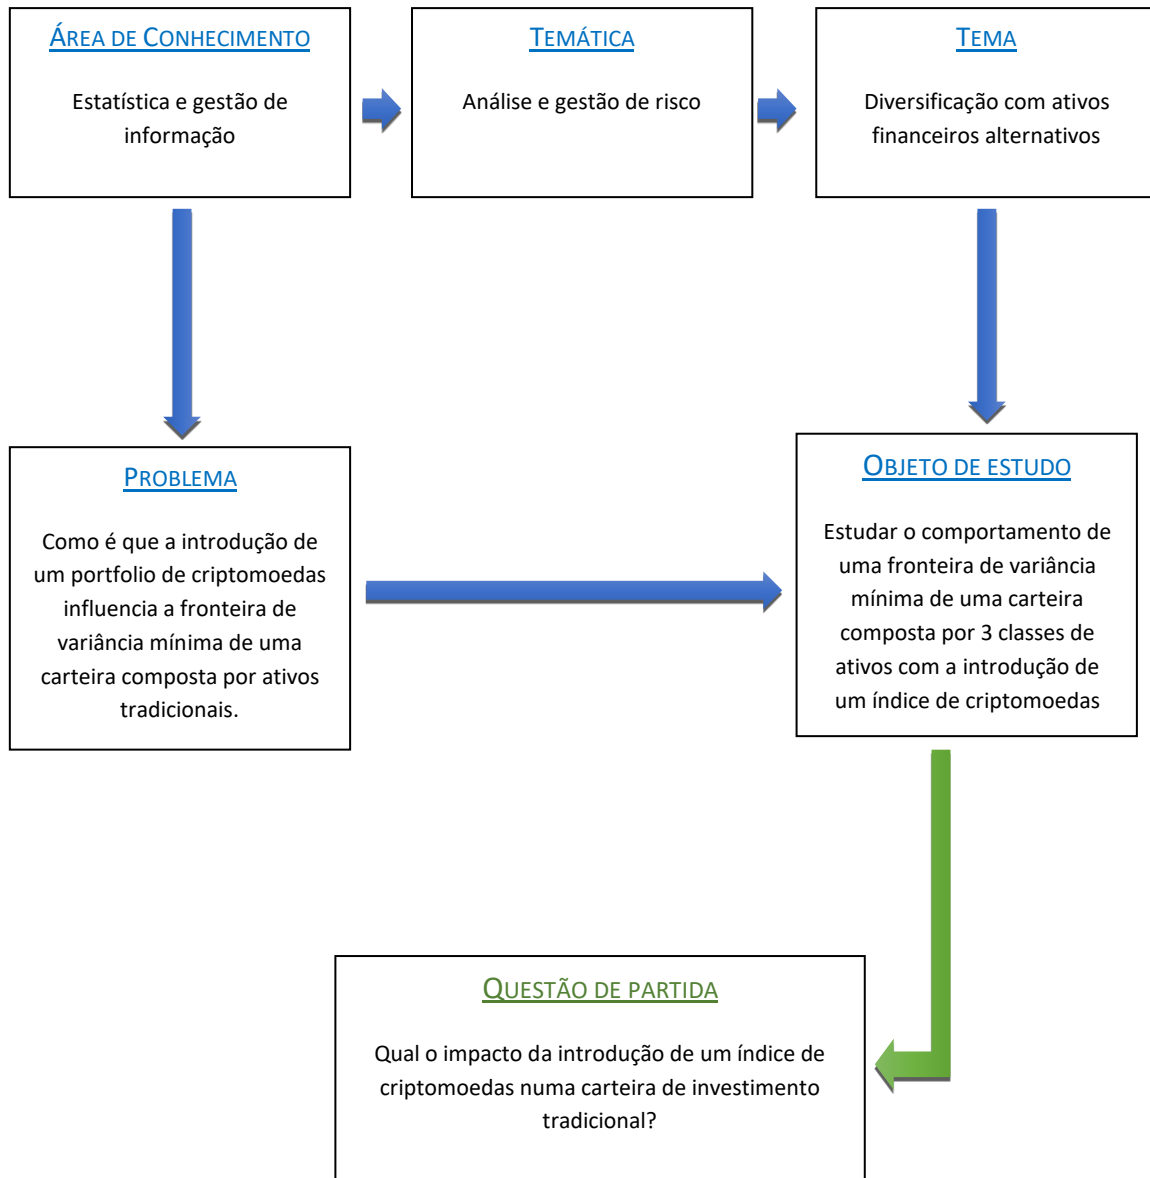 ÁREA DE CONHECIMENTO
Estatística e gestão de
informação
TEMÁTICA
Análise e gestão de risco
TEMA
Diversificação com ativos
financeiros alternativos
PROBLEMA
Como é que a introdução de
um portfolio de criptomoedas
influencia a fronteira de
variância mínima de uma
carteira composta por ativos
tradicionais.
OBJETO DE ESTUDO
Estudar o comportamento de
uma fronteira de variância
mínima de uma carteira
composta por 3 classes de
ativos com a introdução de
um índice de criptomoedas
QUESTÃO DE PARTIDA
Qual o impacto da introdução de um índice de
criptomoedas numa carteira de investimento
tradicional?